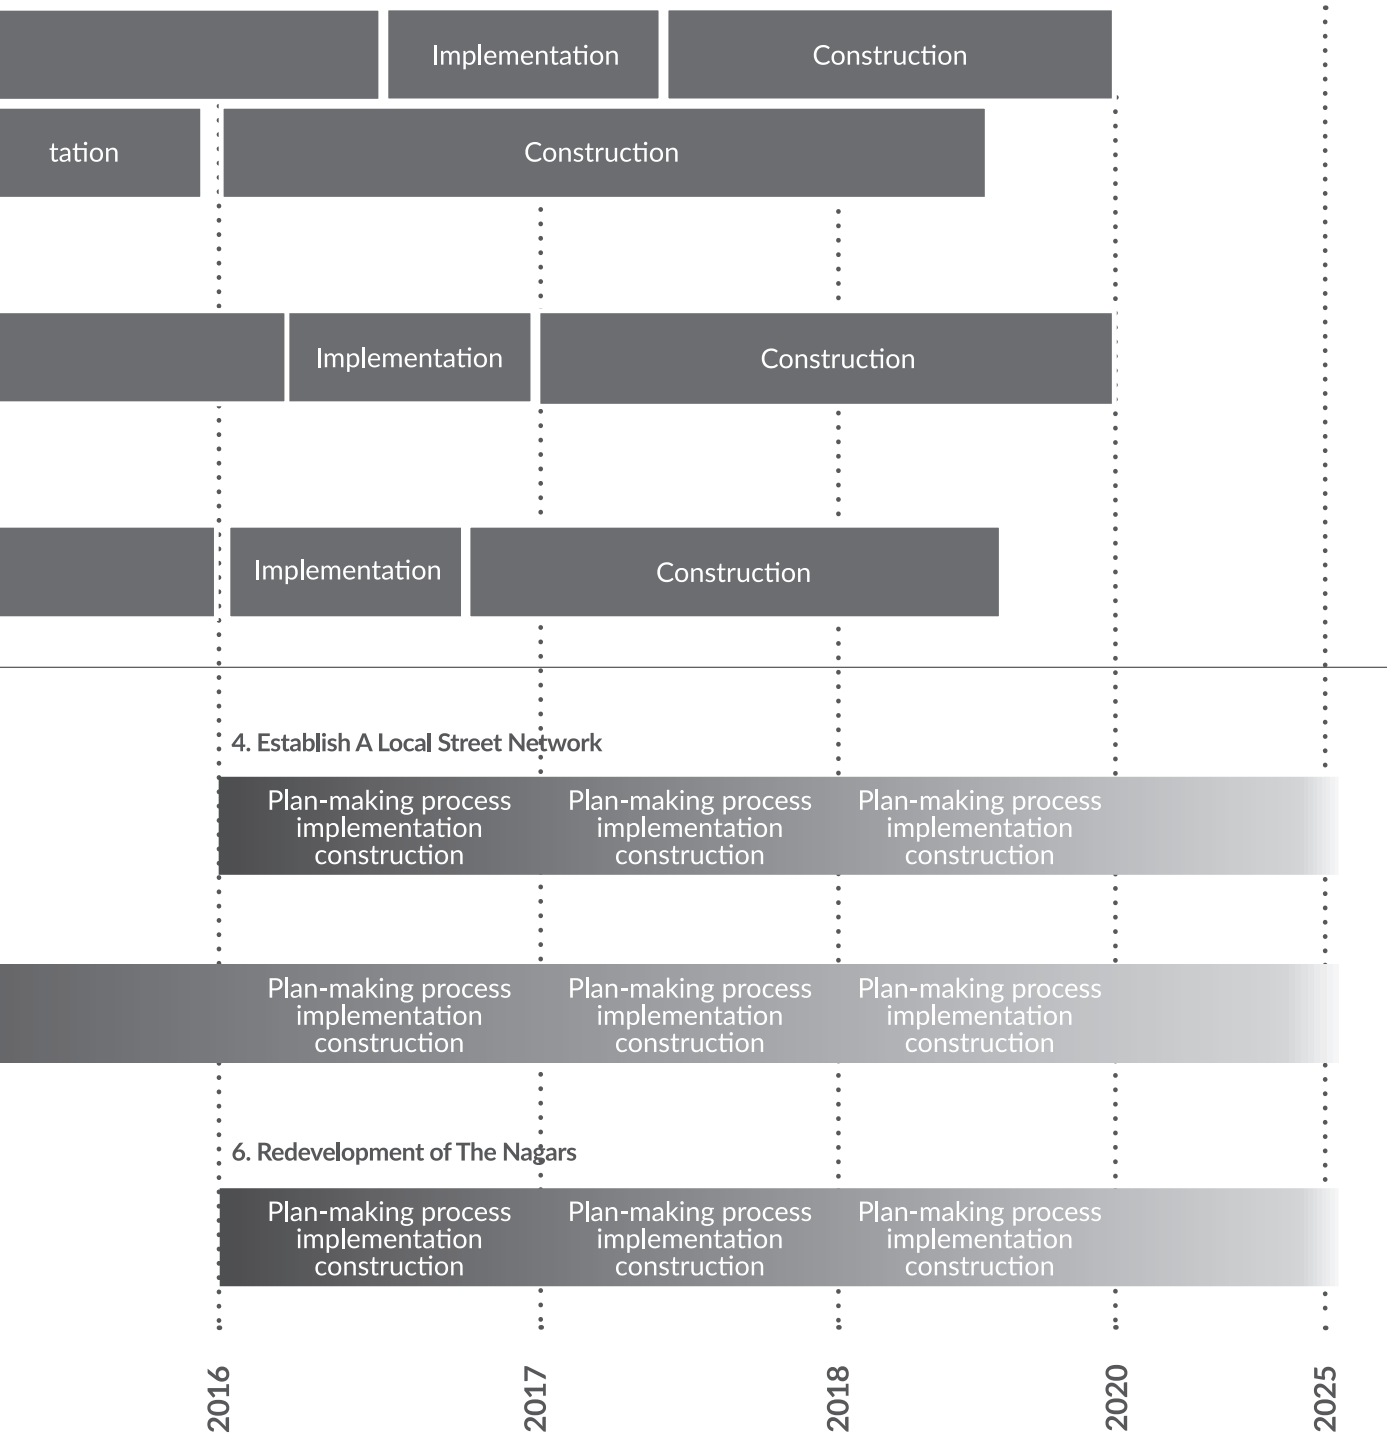 Implementation
Construction
tation
Construction
Implementation
Construction
Implementation
Construction
4. Establish A Local Street Network
Plan-making process
implementation
construction
Plan-making process
implementation
construction
Plan-making process
implementation
construction
Plan-making process
implementation
construction
Plan-making process
implementation
construction
Plan-making process
implementation
construction
6. Redevelopment of The Nagars
Plan-making process
implementation
construction
Plan-making process
implementation
construction
Plan-making process
implementation
construction
2016
2017
2018
2020
2025